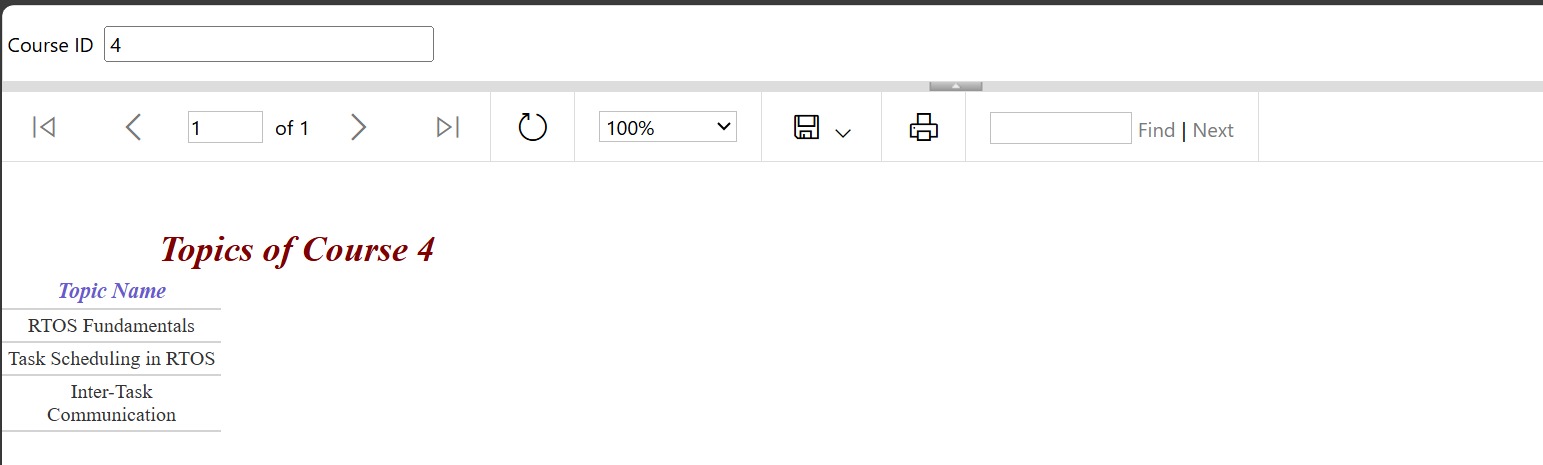 Course ID 4
1 of 1 100% Find | Next
Topics of Course 4
Topic Name
RTOS Fundamentals
Task Scheduling in RTOS
Inter-Task
Communication